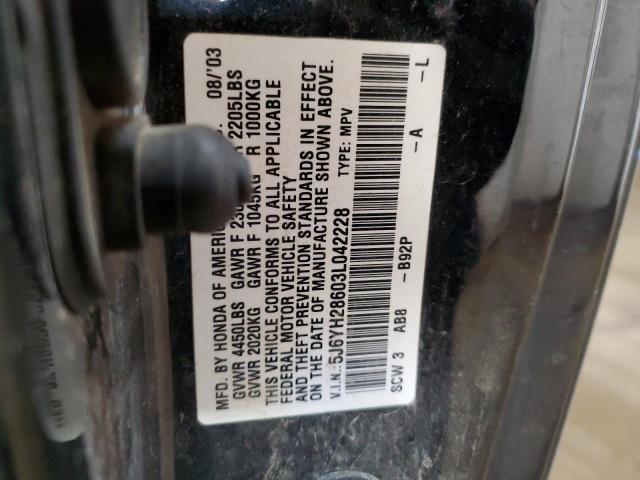 MFD. BY HONDA OF AMERIC 08/'03
GVWR 4450LBS GAWR F 2205LBS
GVWR 2020KG GAWR F 1045KG R 1000KG
THIS VEHICLE CONFORMS TO ALL APPLICABLE
FEDERAL MOTOR VEHICLE SAFETY
AND THEFT PREVENTION STANDARDS IN EFFECT
ON THE DATE OF MANUFACTURE SHOWN ABOVE.
V.I.N.:5J6YH28603L042228 TYPE: MPV
SCW 3 AB8 -B92P -A -L